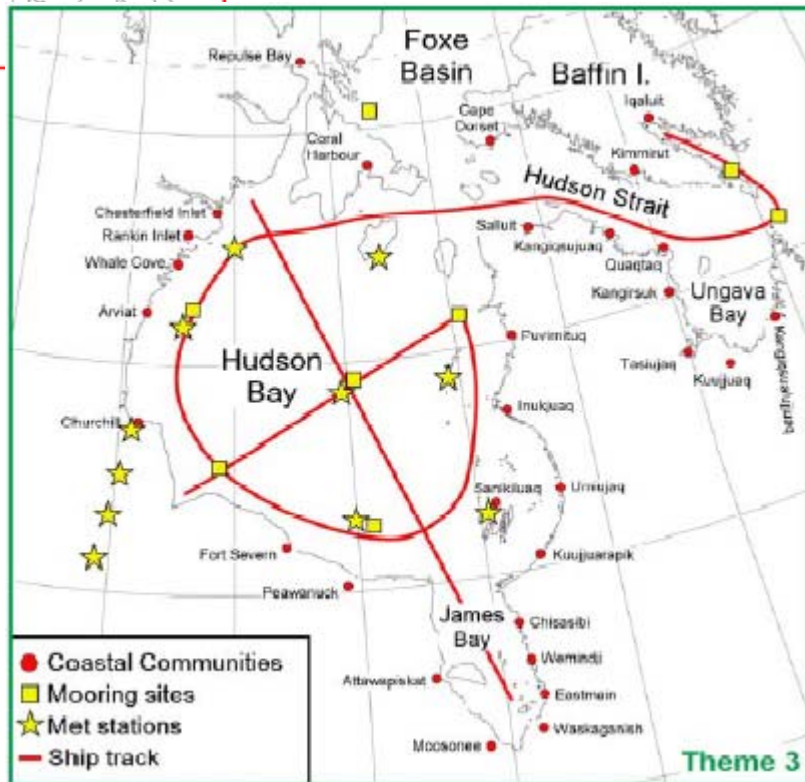 Foxe
Basin
Repulse Bay
Baffin I.
Iqaluit
Cape
Dorset
Coral
Harbour
Kimmirut
Hudson Strait
Chesterfield Inlet
Rankin Inlet
Whale Cove
Salluit
Kangiqsujuaq
Quaqtaq
Kangirsuk
Ungava
Bay
Arviat
Puvirnituq
Tasiujaq
Kuujjuaq
Kangiqsualujjuaq
Hudson
Bay
Inukjuaq
Churchill
Sanikiluaq
Umiujaq
Fort Severn
Kuujjuarapik
Peawanuck
James
Bay
Chisasibi
Wemindji
Attawapiskat
Eastmain
Waskaganish
Moosonee
Coastal Communities
Mooring sites
Met stations
Ship track
Theme 3